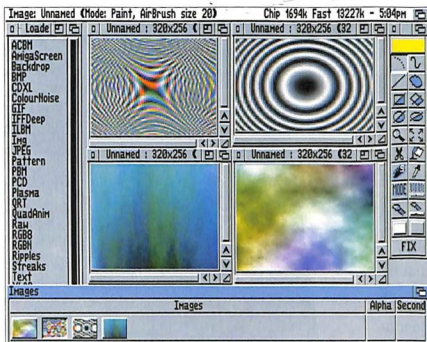 Image: Unnamed (Mode: Paint, AirBrush size 20) Chip 1694k Fast 13227k - 5:04pm
Loade
Unnamed : 320x256 (
Unnamed : 320x256 (32
ACBM
AmigaScreen
Backdrop
BMP
CDXL
ColourNoise
GIF
IFFDeep
ILBM
Img
JPEG
Pattern
PBM
PCD
Plasma
QRT
QuadAnim
Raw
RGB8
RGBN
Ripples
Streaks
Text
Unnamed : 320x256 (
Unnamed : 320x256 (32
MODE
FIX
Images
Images Alpha Second